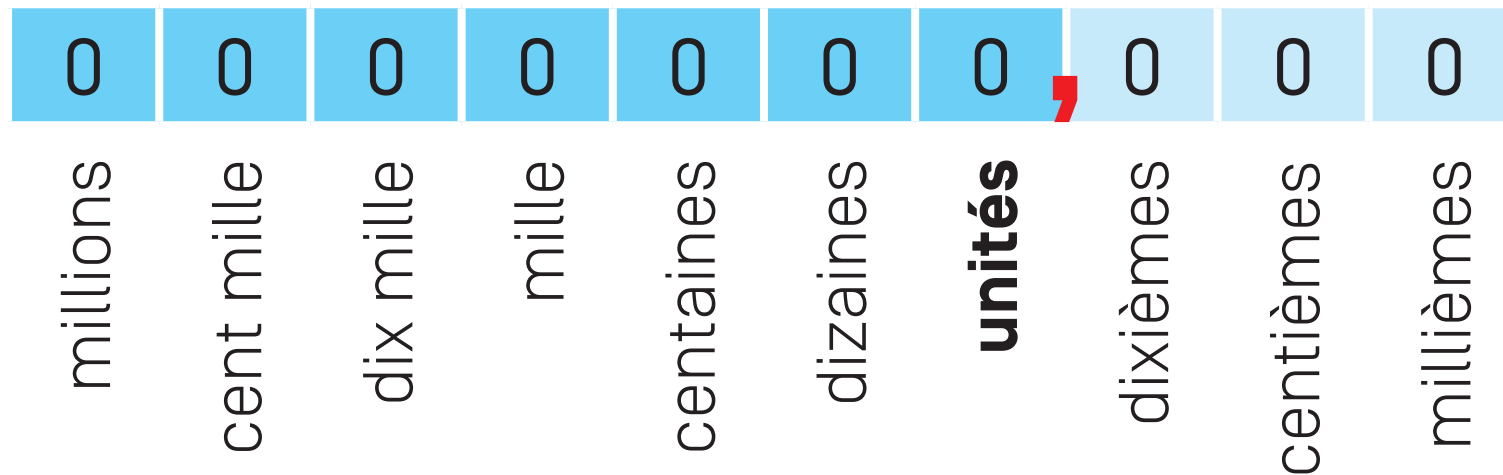 0 0 0 0 0 0 0 , 0 0 0
millions
cent mille
dix mille
mille
centaines
dizaines
unités
dixièmes
centièmes
millièmes